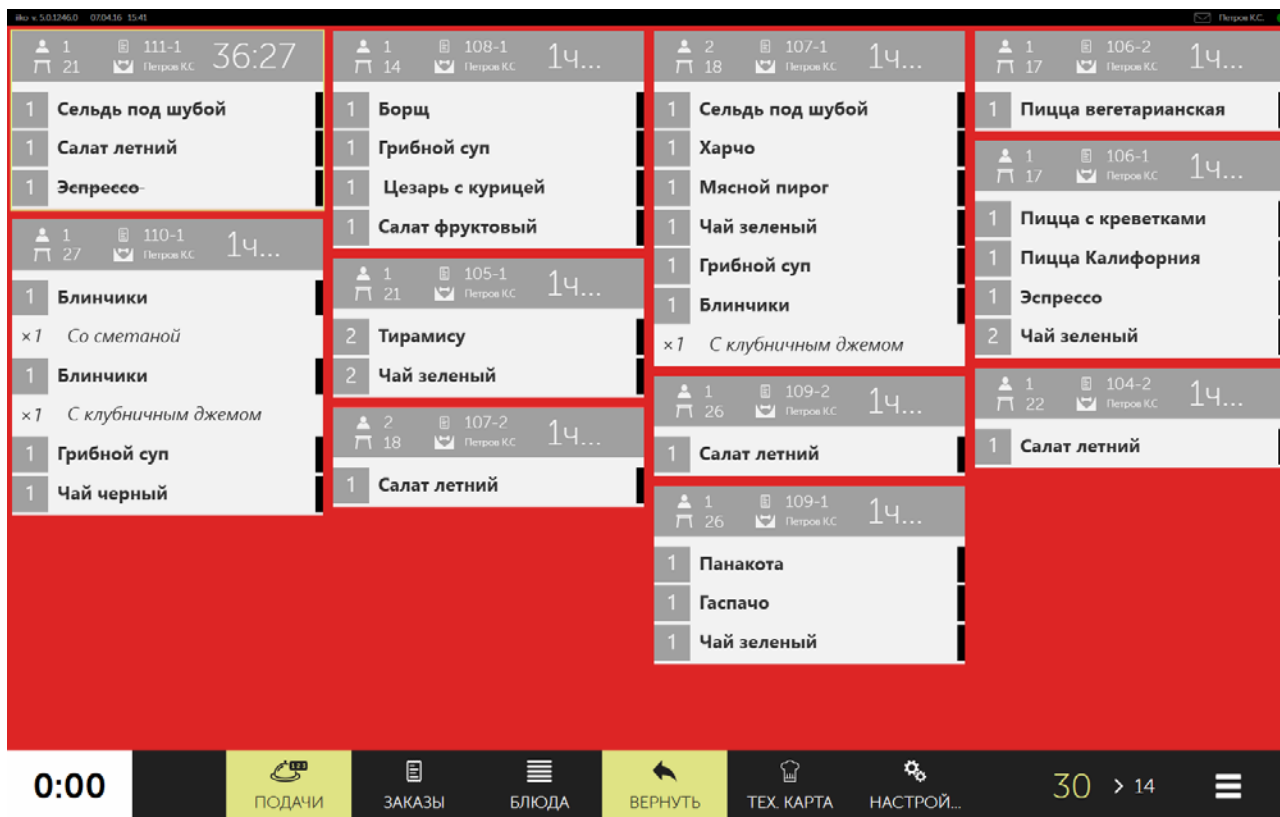 iiko v. 5.0.1246.0 07.04.16 15:41
Петров К.С.
1 111-1 36:27
21 Петров К.С
1 Сельдь под шубой
1 Салат летний
1 Эспрессо
1 110-1 1ч...
27 Петров К.С
1 Блинчики
×1 Со сметаной
1 Блинчики
×1 С клубничным джемом
1 Грибной суп
1 Чай черный
1 108-1 1ч...
14 Петров К.С
1 Борщ
1 Грибной суп
1 Цезарь с курицей
1 Салат фруктовый
1 105-1 1ч...
21 Петров К.С
2 Тирамису
2 Чай зеленый
2 107-2 1ч...
18 Петров К.С
1 Салат летний
2 107-1 1ч...
18 Петров К.С
1 Сельдь под шубой
1 Харчо
1 Мясной пирог
1 Чай зеленый
1 Грибной суп
1 Блинчики
×1 С клубничным джемом
1 109-2 1ч...
26 Петров К.С
1 Салат летний
1 109-1 1ч...
26 Петров К.С
1 Панакота
1 Гаспачо
1 Чай зеленый
1 106-2 1ч...
17 Петров К.С
1 Пицца вегетарианская
1 106-1 1ч...
17 Петров К.С
1 Пицца с креветками
1 Пицца Калифорния
1 Эспрессо
2 Чай зеленый
1 104-2 1ч...
22 Петров К.С
1 Салат летний
0:00
ПОДАЧИ
ЗАКАЗЫ
БЛЮДА
ВЕРНУТЬ
ТЕХ. КАРТА
НАСТРОЙ...
30 > 14